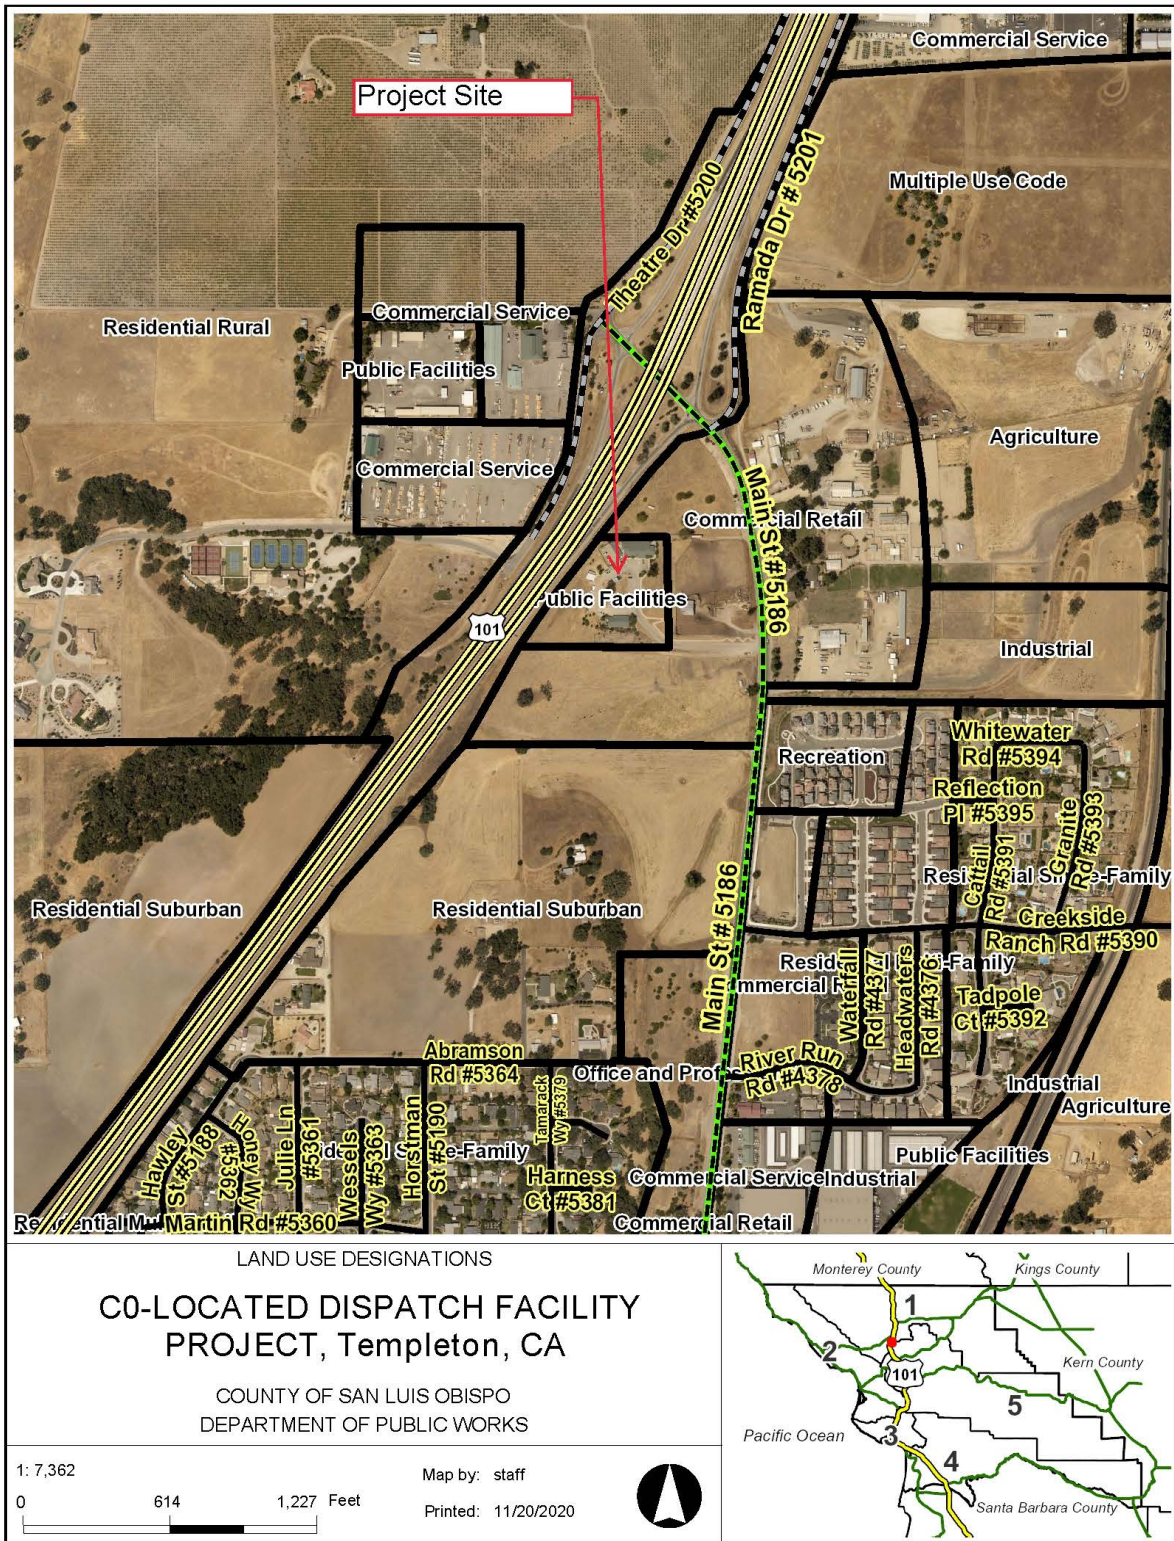 Commercial Service
Project Site
Multiple Use Code
Theatre Dr #5200
Ramada Dr # 5201
Commercial Service
Residential Rural
Public Facilities
Agriculture
Commercial Service
Main St # 5186
Commercial Retail
Public Facilities
101
Industrial
Whitewater
Rd #5394
Recreation
Reflection
Pl #5395
Granite
Rd #5393
Cattail
Rd #5391
Residential Suburban
Residential Suburban
Main St # 5186
Creekside
Ranch Rd #5390
Waterfall
Rd #4377
Headwaters
Rd #4376
Tadpole
Ct #5392
Abramson
Rd #5364
Office and
River Run
Rd #4378
Industrial
Agriculture
Tamarack
Wy #5379
Hawley
St #5188
Horney Wy
#5362
Julie Ln
#5361
Wessels
Wy #5363
Horstman
St #5190
Public Facilities
Harness
Ct #5381
Commercial Service
Industrial
Martin Rd #5360
Commercial Retail
LAND USE DESIGNATIONS
C0-LOCATED DISPATCH FACILITY
PROJECT, Templeton, CA
COUNTY OF SAN LUIS OBISPO
DEPARTMENT OF PUBLIC WORKS
1: 7,362
0 614 1,227 Feet
Map by: staff
Printed: 11/20/2020
Monterey County
Kings County
1
2
Kern County
101
5
Pacific Ocean
3
4
Santa Barbara County